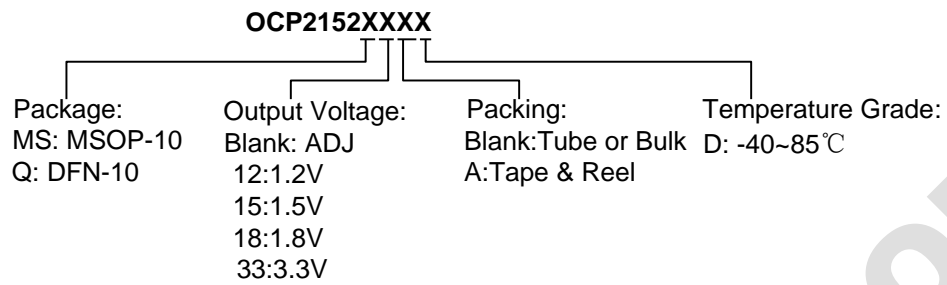 OCP2152XXXX
Package:
MS: MSOP-10
Q: DFN-10
Output Voltage:
Blank: ADJ
12:1.2V
15:1.5V
18:1.8V
33:3.3V
Packing:
Blank:Tube or Bulk
A:Tape & Reel
Temperature Grade:
D: -40~85℃